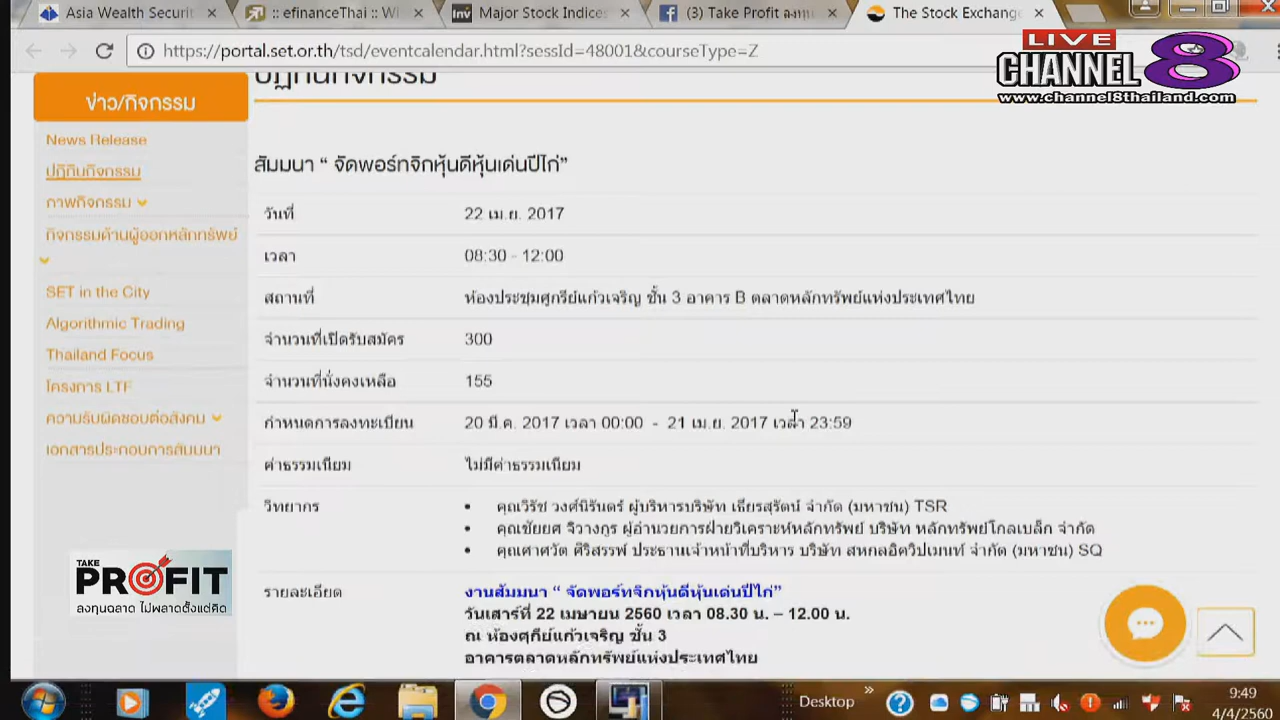 Asia Wealth Securit
:: efinanceThai :: Wi
Major Stock Indices
(3) Take Profit ลงทุน
The Stock Exchang
https://portal.set.or.th/tsd/eventcalendar.html?sessId=48001&courseType=Z
LIVE
CHANNEL 8
www.channel8thailand.com
ปฏิทินกิจกรรม
ข่าว/กิจกรรม
News Release
ปฏิทินกิจกรรม
ภาพกิจกรรม
กิจกรรมด้านผู้ออกหลักทรัพย์
SET in the City
Algorithmic Trading
Thailand Focus
โครงการ LTF
ความรับผิดชอบต่อสังคม
เอกสารประกอบการสัมมนา
สัมมนา “ จัดพอร์ทจิกหุ้นดีหุ้นเด่นปีไก่”
วันที่ 22 เม.ย. 2017
เวลา 08:30 - 12:00
สถานที่ ห้องประชุมศุกรีย์แก้วเจริญ ชั้น 3 อาคาร B ตลาดหลักทรัพย์แห่งประเทศไทย
จำนวนที่เปิดรับสมัคร 300
จำนวนที่นั่งคงเหลือ 155
กำหนดการลงทะเบียน 20 มี.ค. 2017 เวลา 00:00 - 21 เม.ย. 2017 เวลา 23:59
ค่าธรรมเนียม ไม่มีค่าธรรมเนียม
วิทยากร • คุณวิรัช วงศ์นิรันดร์ ผู้บริหารบริษัท เธียรสุรัตน์ จำกัด (มหาชน) TSR
• คุณชัยยศ จิวางกูร ผู้อำนวยการฝ่ายวิเคราะห์หลักทรัพย์ บริษัท หลักทรัพย์โกลเบล็ก จำกัด
• คุณศาศวัต ศิริสรรพ์ ประธานเจ้าหน้าที่บริหาร บริษัท สหกลอิควิปเมนท์ จำกัด (มหาชน) SQ
รายละเอียด งานสัมมนา “ จัดพอร์ทจิกหุ้นดีหุ้นเด่นปีไก่”
วันเสาร์ที่ 22 เมษายน 2560 เวลา 08.30 น. – 12.00 น.
ณ ห้องศุกรีย์แก้วเจริญ ชั้น 3
อาคารตลาดหลักทรัพย์แห่งประเทศไทย
TAKE
PROFIT
ลงทุนฉลาด ไม่พลาดตั้งแต่คิด
Desktop
9:49
4/4/2560